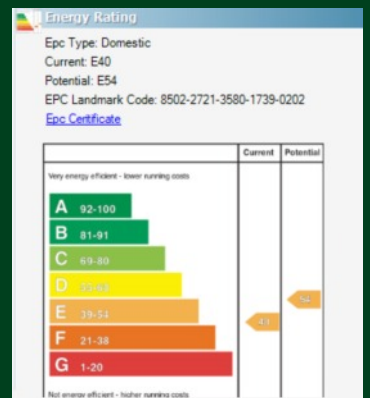 Energy Rating
Epc Type: Domestic
Current: E40
Potential: E54
EPC Landmark Code: 8502-2721-3580-1739-0202
Epc Certificate
Current Potential
Very energy efficient - lower running costs
A 92-100
B 81-91
C 69-80
D
E 39-54
54
F 21-38
G 1-20
Not energy efficient - higher running costs